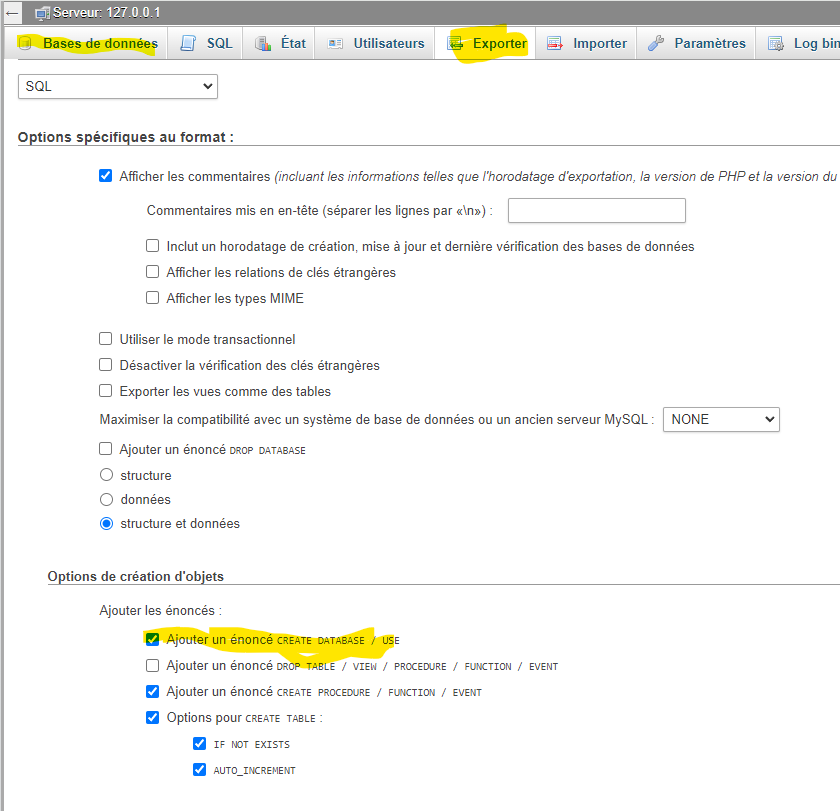 Serveur: 127.0.0.1
Bases de données SQL État Utilisateurs Exporter Importer Paramètres Log bin
SQL
Options spécifiques au format :
Afficher les commentaires (incluant les informations telles que l'horodatage d'exportation, la version de PHP et la version du
Commentaires mis en en-tête (séparer les lignes par «\n») :
Inclut un horodatage de création, mise à jour et dernière vérification des bases de données
Afficher les relations de clés étrangères
Afficher les types MIME
Utiliser le mode transactionnel
Désactiver la vérification des clés étrangères
Exporter les vues comme des tables
Maximiser la compatibilité avec un système de base de données ou un ancien serveur MySQL : NONE
Ajouter un énoncé DROP DATABASE
structure
données
structure et données
Options de création d'objets
Ajouter les énoncés :
Ajouter un énoncé CREATE DATABASE / USE
Ajouter un énoncé DROP TABLE / VIEW / PROCEDURE / FUNCTION / EVENT
Ajouter un énoncé CREATE PROCEDURE / FUNCTION / EVENT
Options pour CREATE TABLE :
IF NOT EXISTS
AUTO_INCREMENT